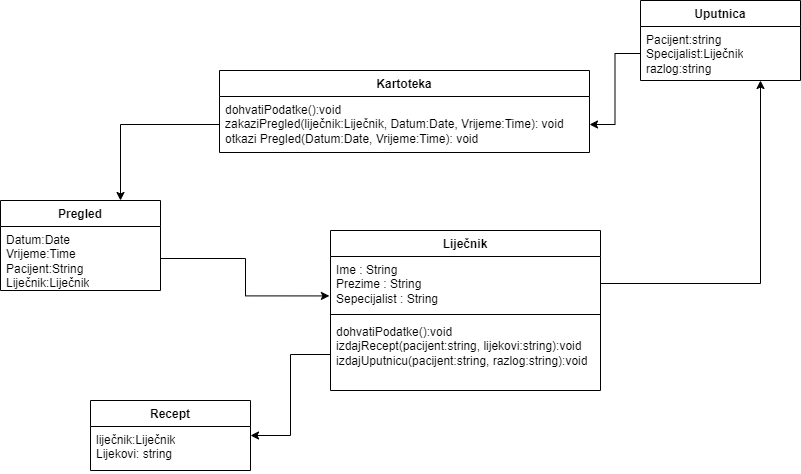 Uputnica
Pacijent:string
Specijalist:Liječnik
razlog:string
Kartoteka
dohvatiPodatke():void
zakaziPregled(liječnik:Liječnik, Datum:Date, Vrijeme:Time): void
otkazi Pregled(Datum:Date, Vrijeme:Time): void
Pregled
Datum:Date
Vrijeme:Time
Pacijent:String
Liječnik:Liječnik
Liječnik
Ime : String
Prezime : String
Sepecijalist : String
dohvatiPodatke():void
izdajRecept(pacijent:string, lijekovi:string):void
izdajUputnicu(pacijent:string, razlog:string):void
Recept
liječnik:Liječnik
Lijekovi: string